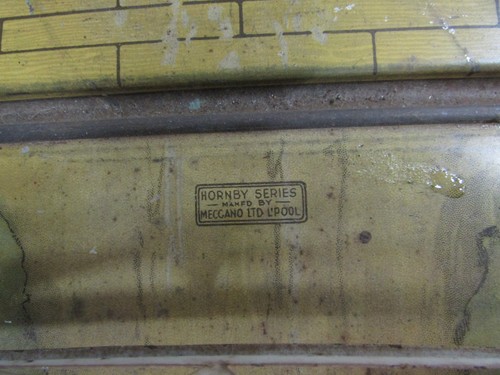 HORNBY SERIES
MANFD BY
MECCANO LTD L'POOL